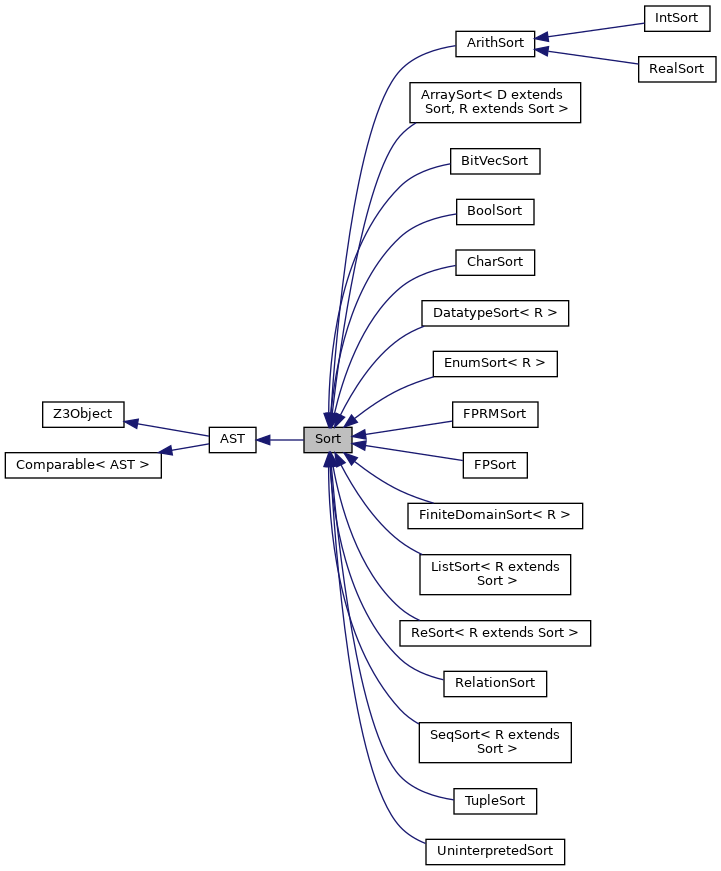 IntSort
ArithSort
RealSort
ArraySort< D extends
Sort, R extends Sort >
BitVecSort
BoolSort
CharSort
DatatypeSort< R >
EnumSort< R >
Z3Object
FPRMSort
AST
Sort
Comparable< AST >
FPSort
FiniteDomainSort< R >
ListSort< R extends
Sort >
ReSort< R extends Sort >
RelationSort
SeqSort< R extends
Sort >
TupleSort
UninterpretedSort